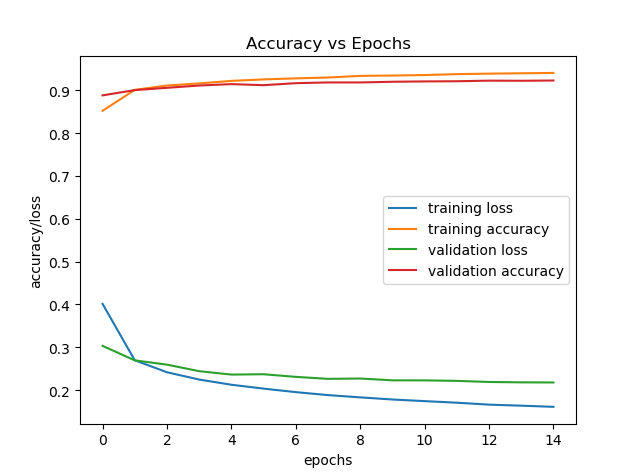 Accuracy vs Epochs
accuracy/loss
0.9
0.8
0.7
0.6
0.5
0.4
0.3
0.2
training loss
training accuracy
validation loss
validation accuracy
0 2 4 6 8 10 12 14
epochs